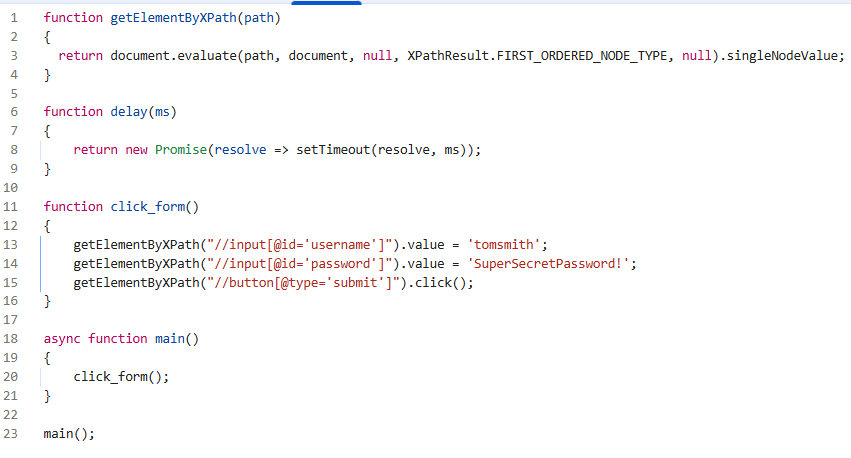 1 function getElementByXPath(path)
2 {
3 return document.evaluate(path, document, null, XPathResult.FIRST_ORDERED_NODE_TYPE, null).singleNodeValue;
4 }
5
6 function delay(ms)
7 {
8 return new Promise(resolve => setTimeout(resolve, ms));
9 }
10
11 function click_form()
12 {
13 getElementByXPath("//input[@id='username']").value = 'tomsmith';
14 getElementByXPath("//input[@id='password']").value = 'SuperSecretPassword!';
15 getElementByXPath("//button[@type='submit']").click();
16 }
17
18 async function main()
19 {
20 click_form();
21 }
22
23 main();